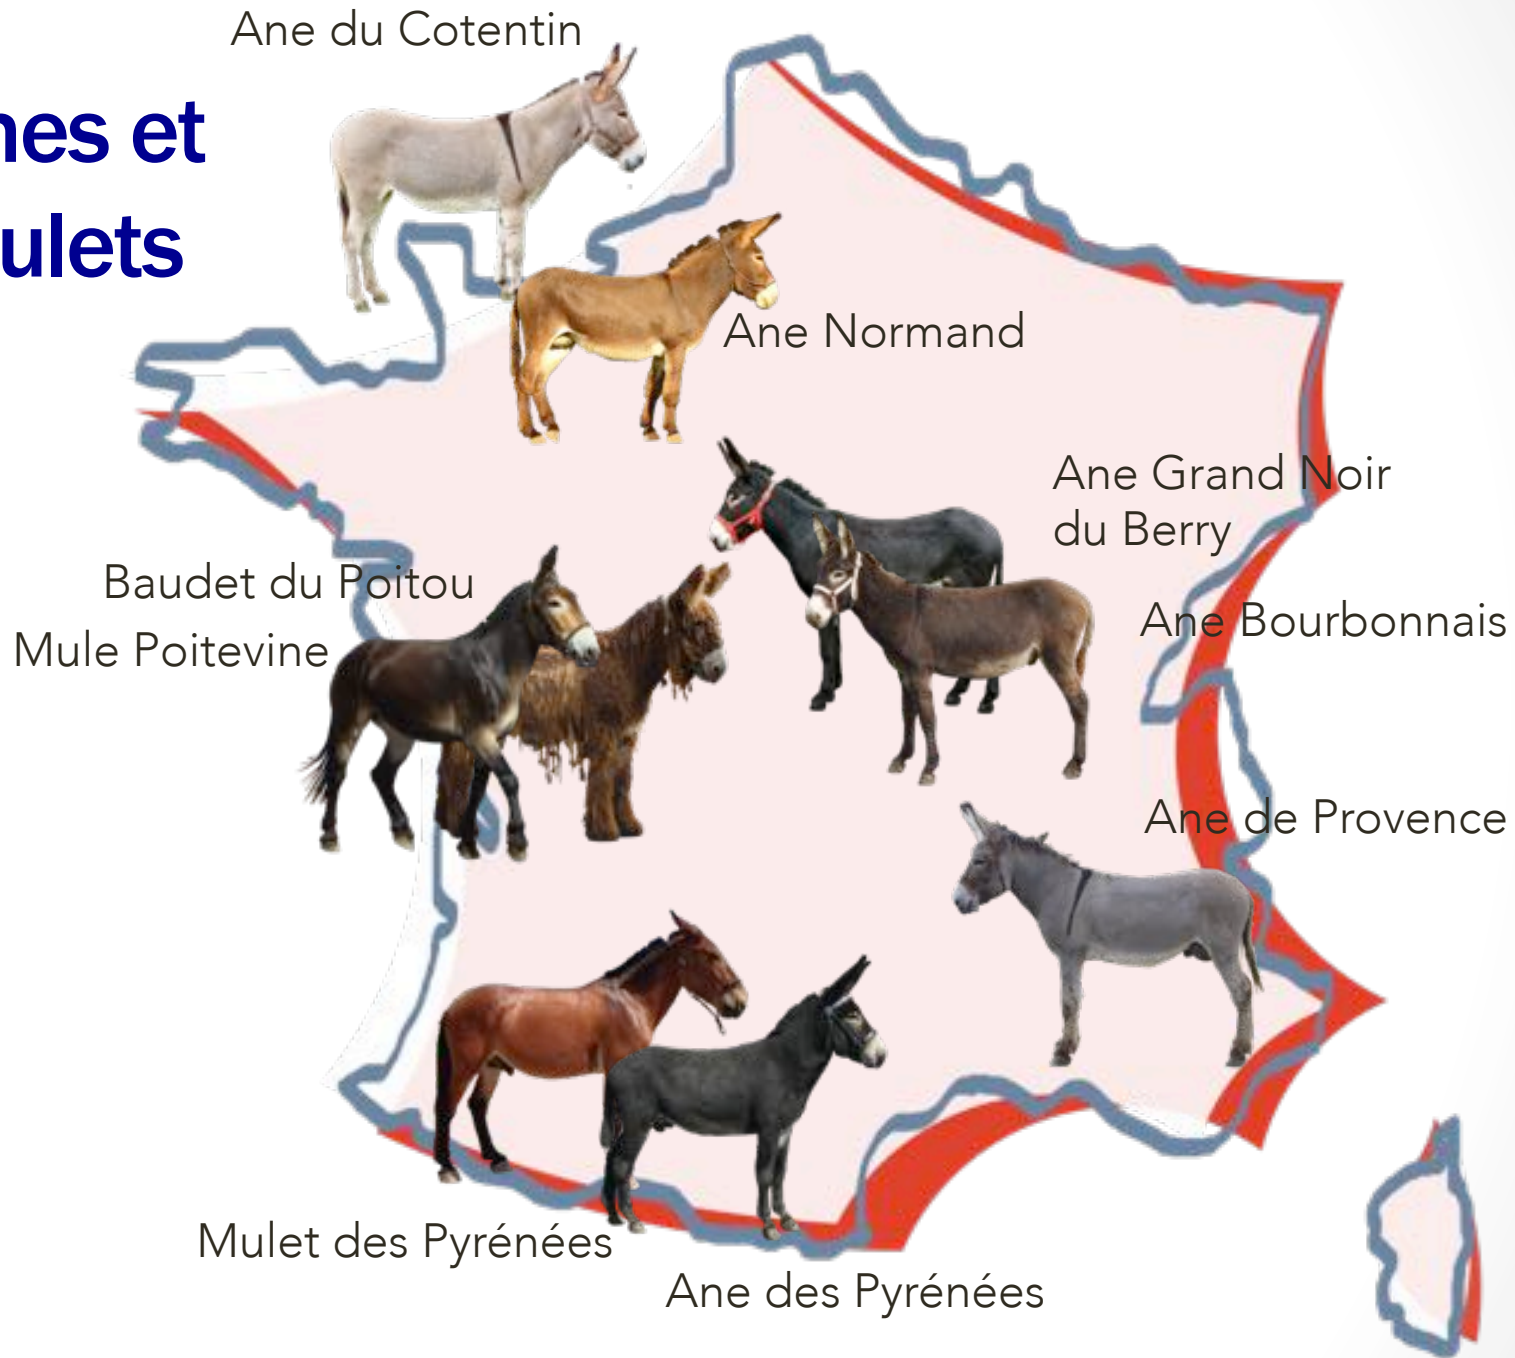 Ane du Cotentin
nes et
ulets
Ane Normand
Ane Grand Noir
du Berry
Baudet du Poitou
Ane Bourbonnais
Mule Poitevine
Ane de Provence
Mulet des Pyrénées
Ane des Pyrénées